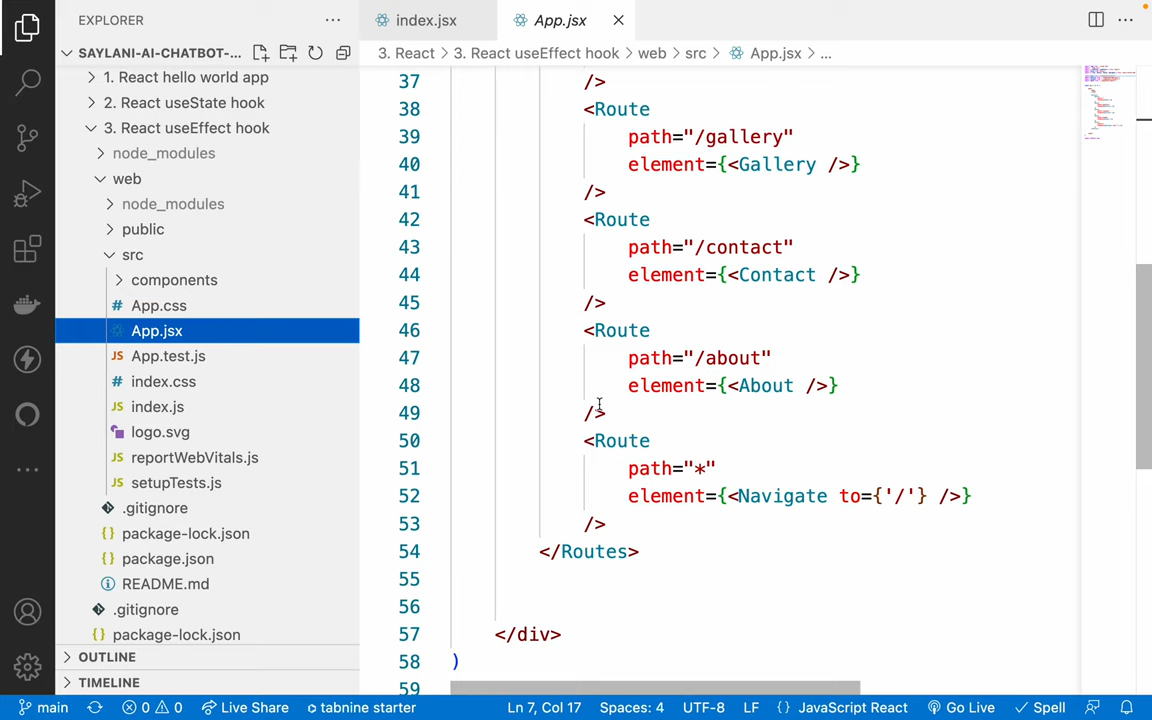 EXPLORER
SAYLANI-AI-CHATBOT-...
1. React hello world app
2. React useState hook
3. React useEffect hook
node_modules
web
node_modules
public
src
components
# App.css
App.jsx
JS App.test.js
# index.css
JS index.js
logo.svg
JS reportWebVitals.js
JS setupTests.js
.gitignore
{} package-lock.json
{} package.json
README.md
.gitignore
{} package-lock.json
OUTLINE
TIMELINE
index.jsx
App.jsx
3. React > 3. React useEffect hook > web > src > App.jsx > ...
37 />
38 <Route
39 path="/gallery"
40 element={<Gallery />}
41 />
42 <Route
43 path="/contact"
44 element={<Contact />}
45 />
46 <Route
47 path="/about"
48 element={<About />}
49 />
50 <Route
51 path="*"
52 element={<Navigate to={'/'} />}
53 />
54 </Routes>
55
56
57 </div>
58 )
59
main 0 0 Live Share tabnine starter Ln 7, Col 17 Spaces: 4 UTF-8 LF {} JavaScript React Go Live Spell